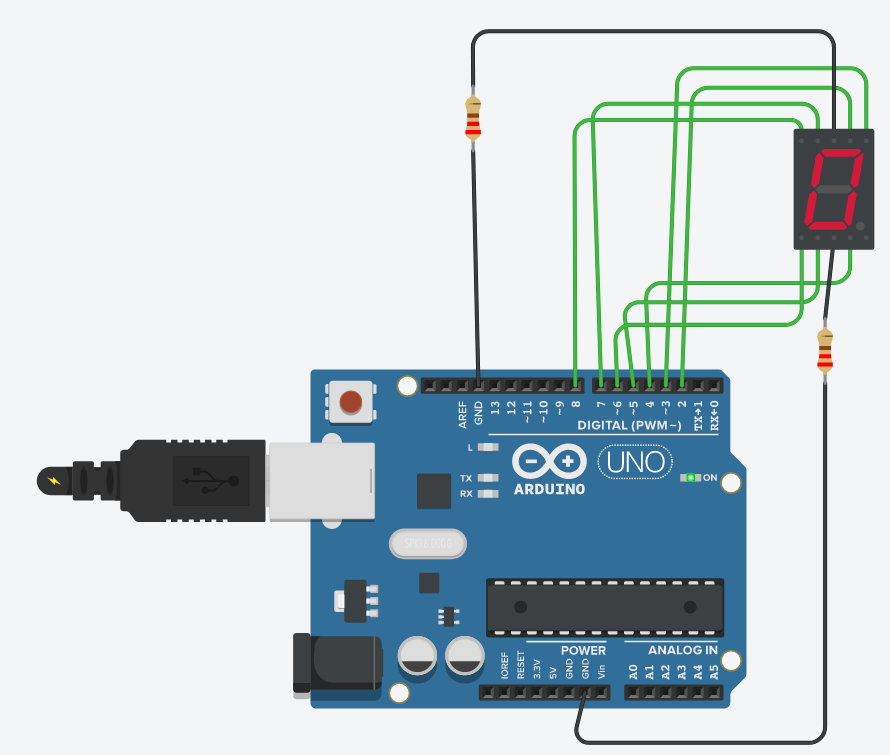 AREF
GND
13
12
~11
~10
~9
8
7
~6
~5
4
~3
2
TX→1
RX←0
DIGITAL (PWM~)
L
TX
RX
UNO
ON
ARDUINO
POWER
ANALOG IN
IOREF
RESET
3.3V
5V
GND
GND
Vin
A0
A1
A2
A3
A4
A5